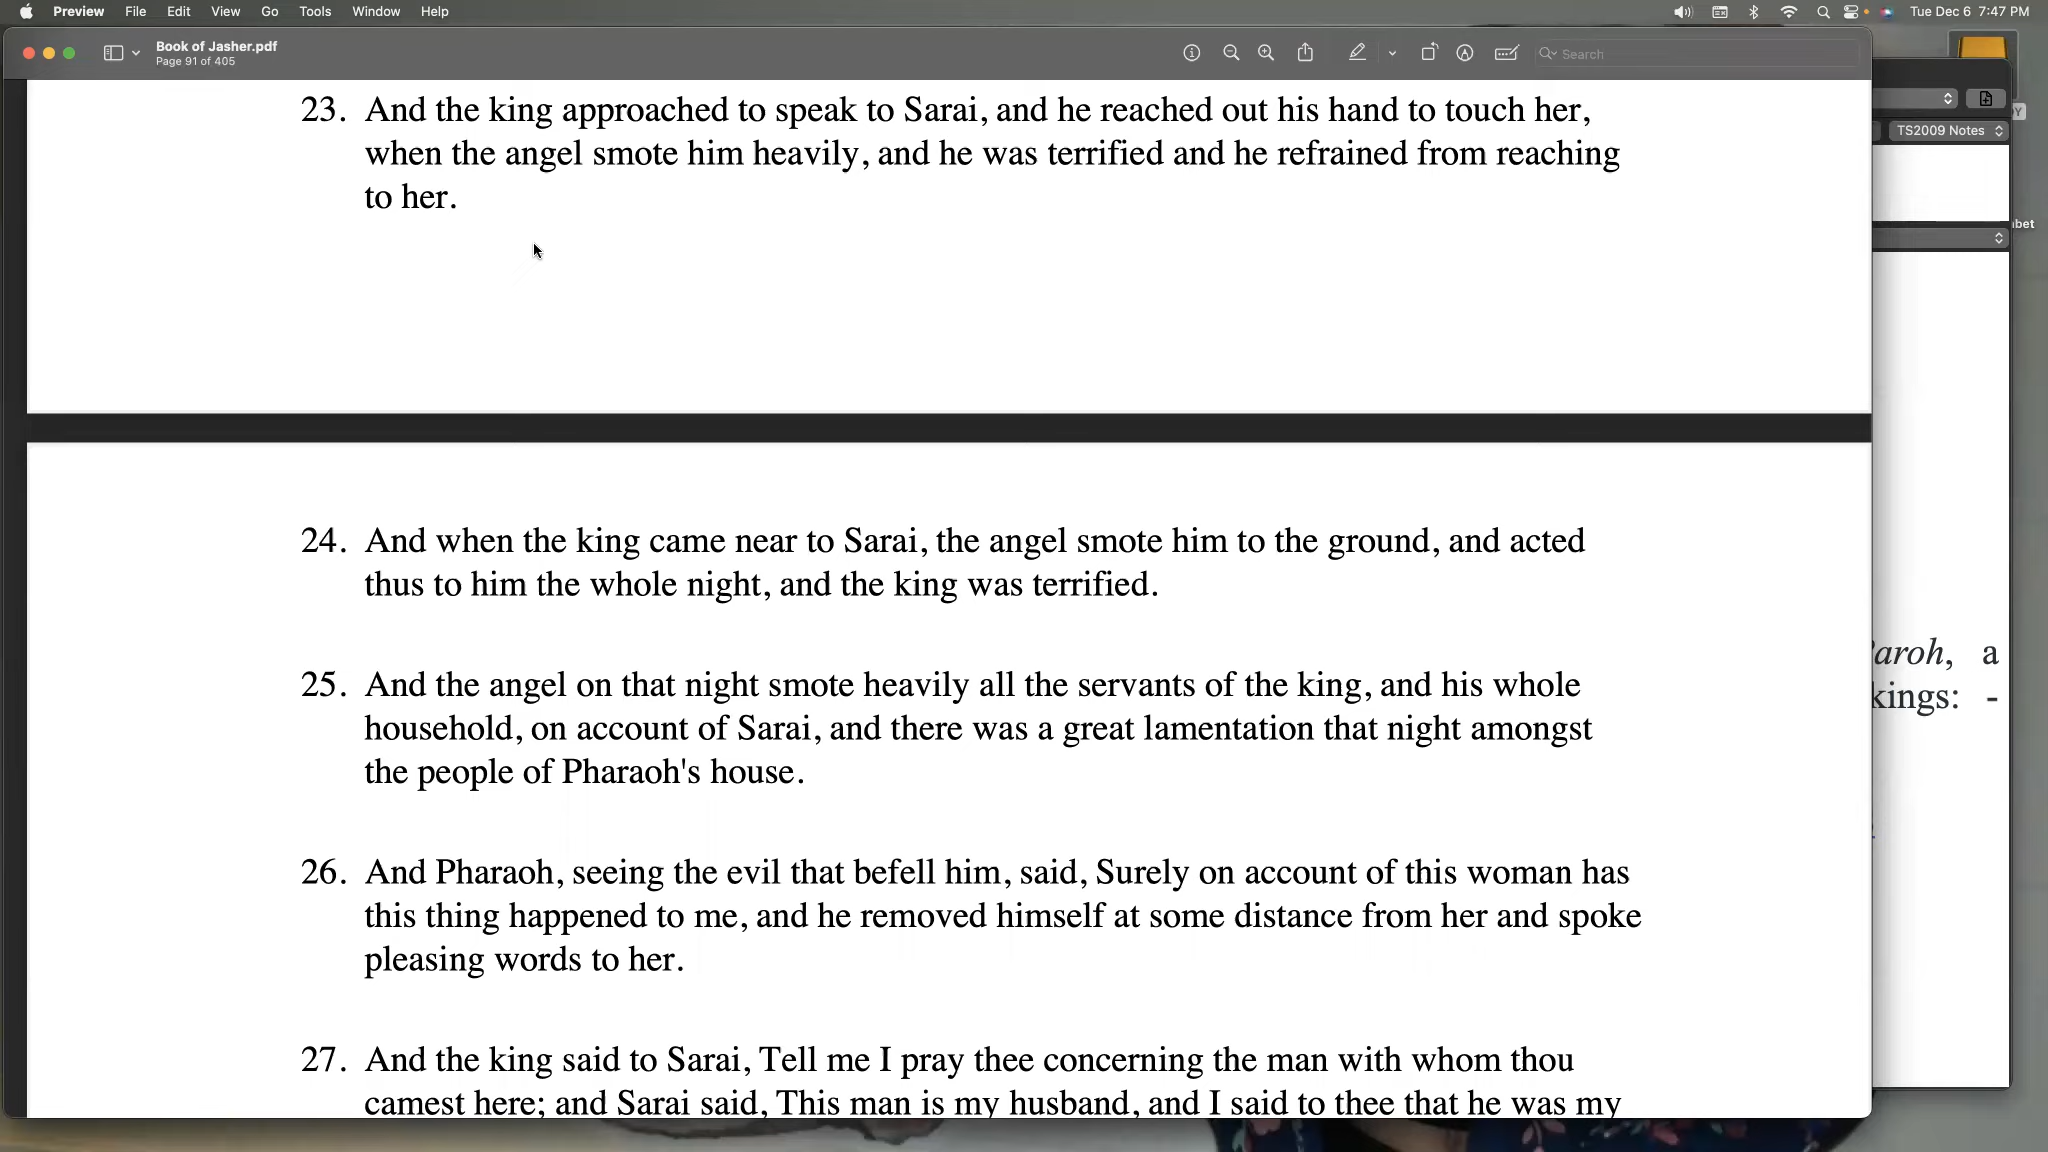 Preview File Edit View Go Tools Window Help Tue Dec 6 7:47 PM
Book of Jasher.pdf
Page 91 of 405
Search
TS2009 Notes
23. And the king approached to speak to Sarai, and he reached out his hand to touch her,
when the angel smote him heavily, and he was terrified and he refrained from reaching
to her.
24. And when the king came near to Sarai, the angel smote him to the ground, and acted
thus to him the whole night, and the king was terrified.
25. And the angel on that night smote heavily all the servants of the king, and his whole
household, on account of Sarai, and there was a great lamentation that night amongst
the people of Pharaoh's house.
26. And Pharaoh, seeing the evil that befell him, said, Surely on account of this woman has
this thing happened to me, and he removed himself at some distance from her and spoke
pleasing words to her.
27. And the king said to Sarai, Tell me I pray thee concerning the man with whom thou
camest here; and Sarai said, This man is my husband, and I said to thee that he was my
aroh, a
kings: -